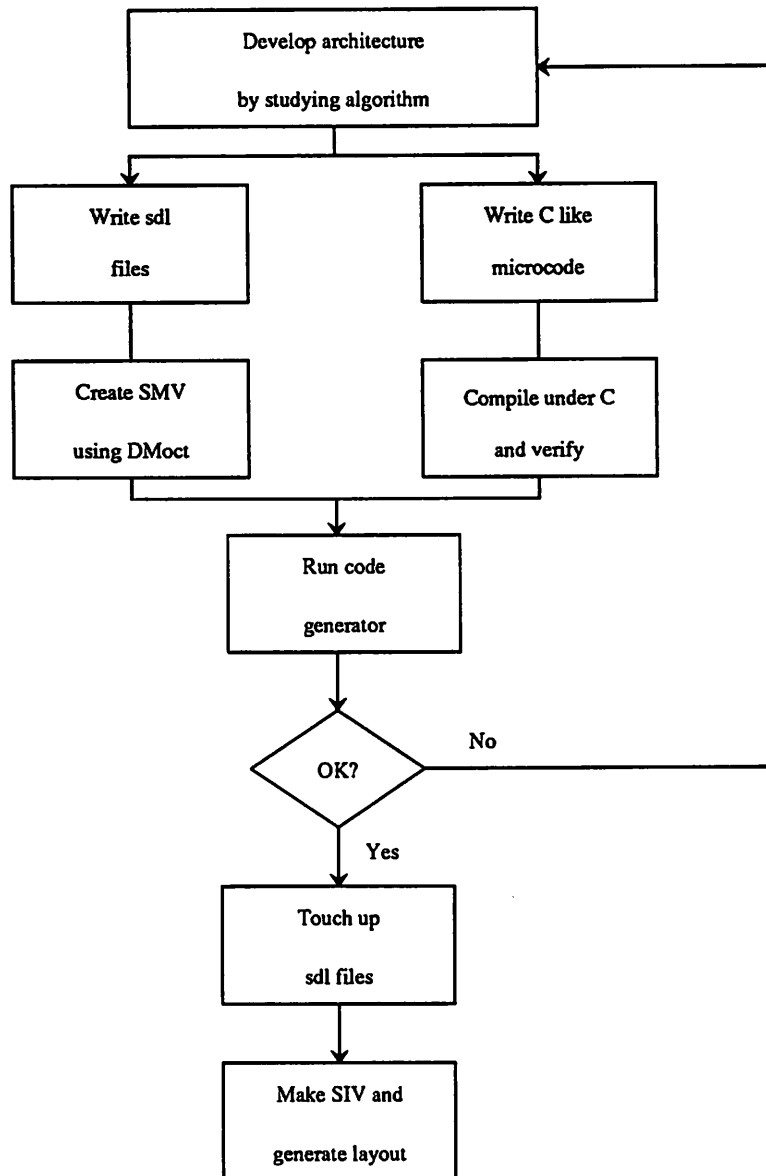 Develop architecture
by studying algorithm
Write sdl
files
Write C like
microcode
Create SMV
using DMoct
Compile under C
and verify
Run code
generator
OK?
No
Yes
Touch up
sdl files
Make SIV and
generate layout